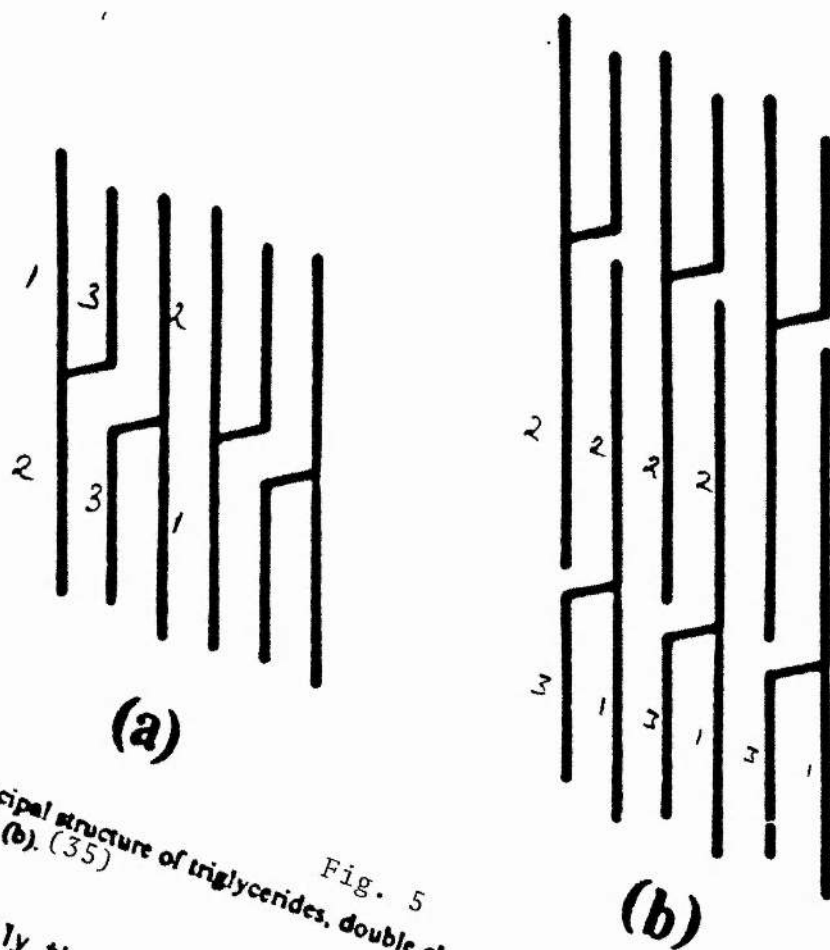 1
3
2
2
3
1
(a)
2
2
2
2
3
1
3
1
3
1
(b)
cipal structure of triglycerides, double
(b). (35)
Fig. 5
ly